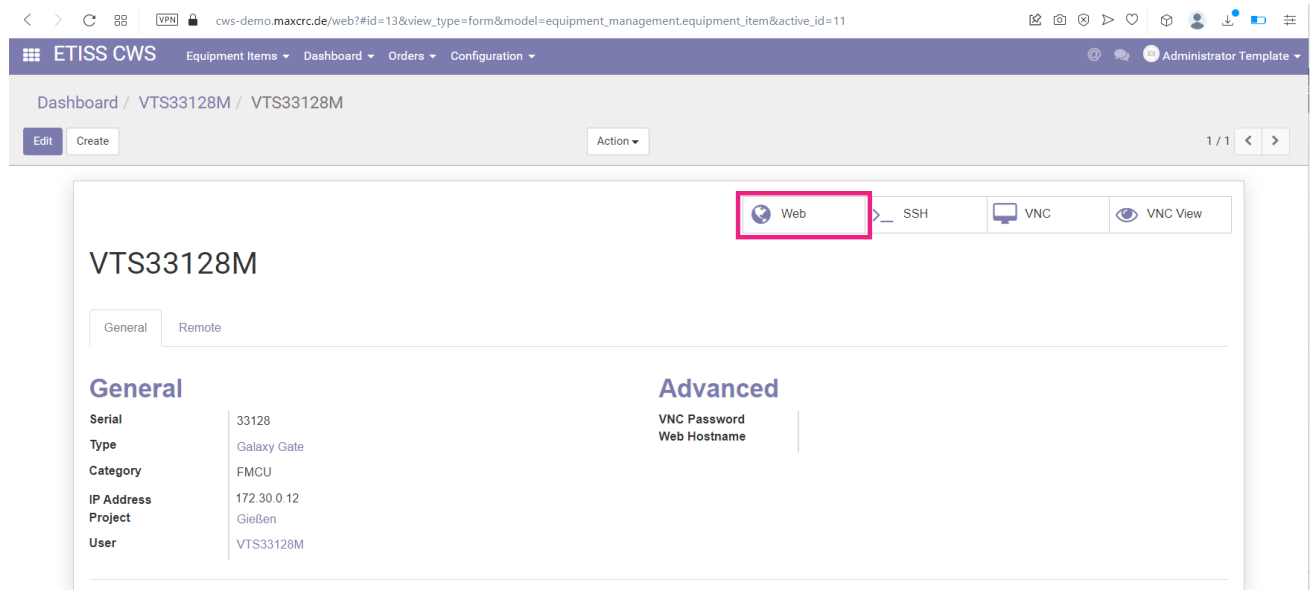 VPN cws-demo.maxcrc.de/web?#id=13&view_type=form&model=equipment_management.equipment_item&active_id=11
ETISS CWS Equipment Items Dashboard Orders Configuration @ Administrator Template
Dashboard / VTS33128M / VTS33128M
Edit Create Action 1 / 1
Web >_ SSH VNC VNC View
VTS33128M
General Remote
General Advanced
Serial 33128 VNC Password
Web Hostname
Type Galaxy Gate
Category FMCU
IP Address 172.30.0.12
Project Gießen
User VTS33128M